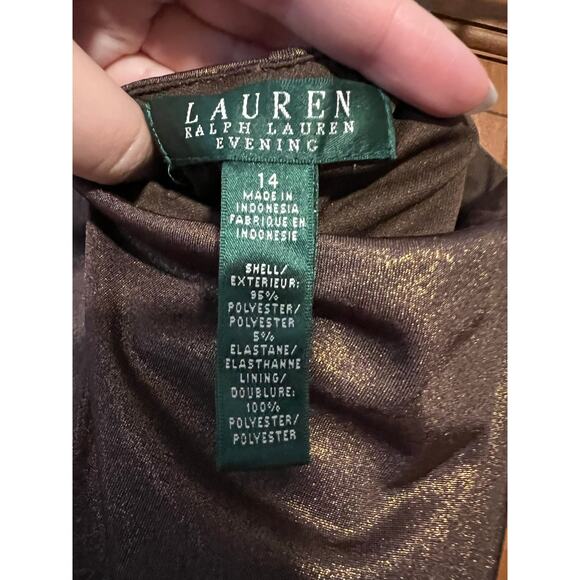 LAUREN
RALPH LAUREN
EVENING
14
MADE IN
INDONESIA
FABRIQUE EN
INDONESIE
SHELL/
EXTERIEUR:
95%
POLYESTER/
POLYESTER
5%
ELASTANE/
ELASTHANNE
LINING/
DOUBLURE:
100%
POLYESTER/
POLYESTER